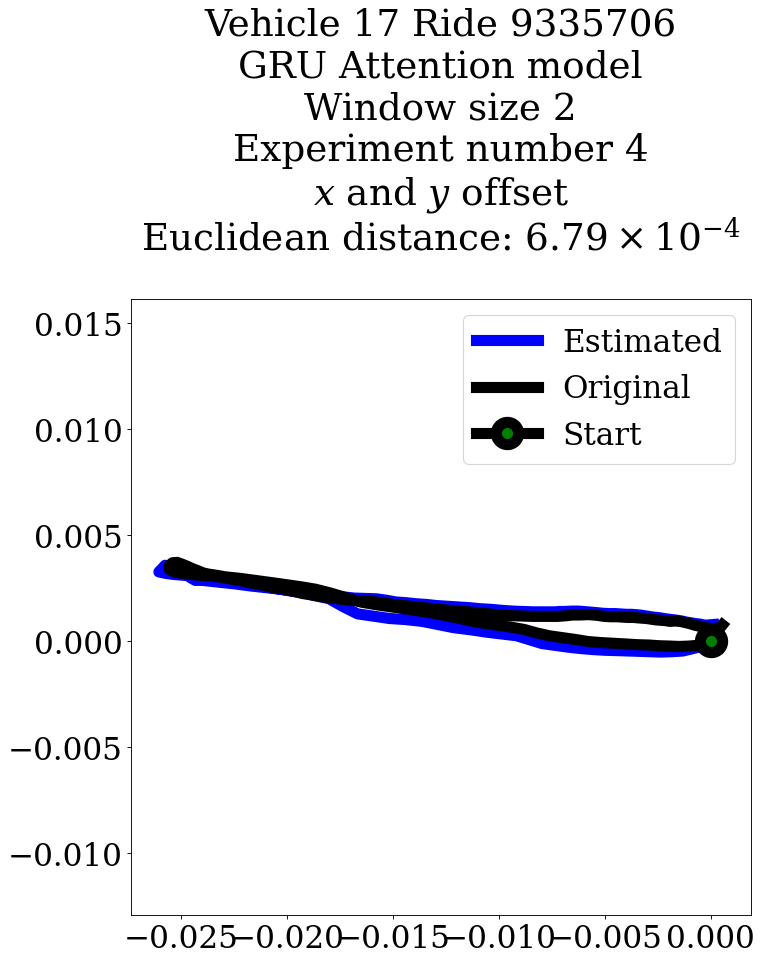 Vehicle 17 Ride 9335706
GRU Attention model
Window size 2
Experiment number 4
x and y offset
Euclidean distance: 6.79 × 10⁻⁴
Estimated
Original
Start
0.015
0.010
0.005
0.000
−0.005
−0.010
−0.025 −0.020 −0.015 −0.010 −0.005 0.000